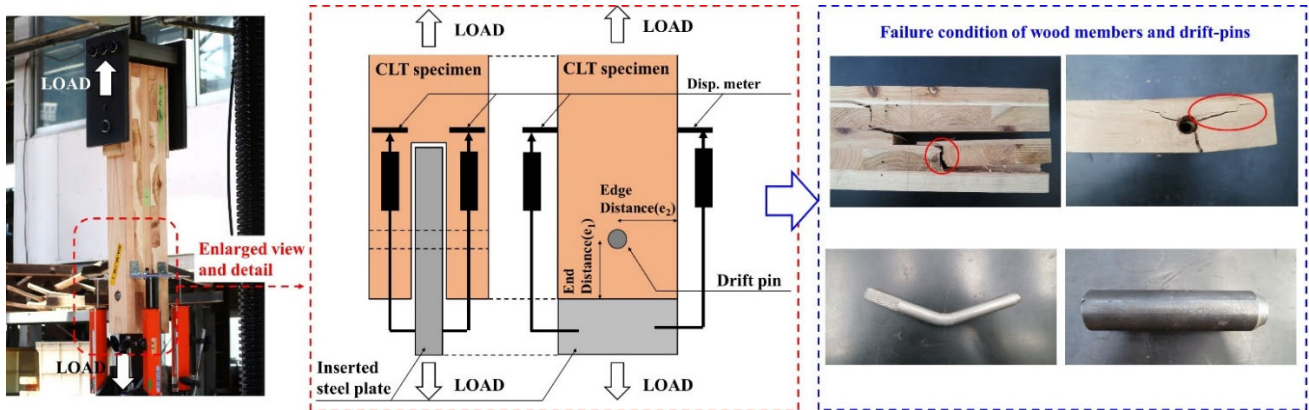 LOAD
Enlarged view
and detail
LOAD
LOAD
LOAD
CLT specimen
CLT specimen
Disp. meter
Edge
Distance(e2)
End
Distance(e1)
Drift pin
Inserted
steel plate
LOAD
LOAD
Failure condition of wood members and drift-pins